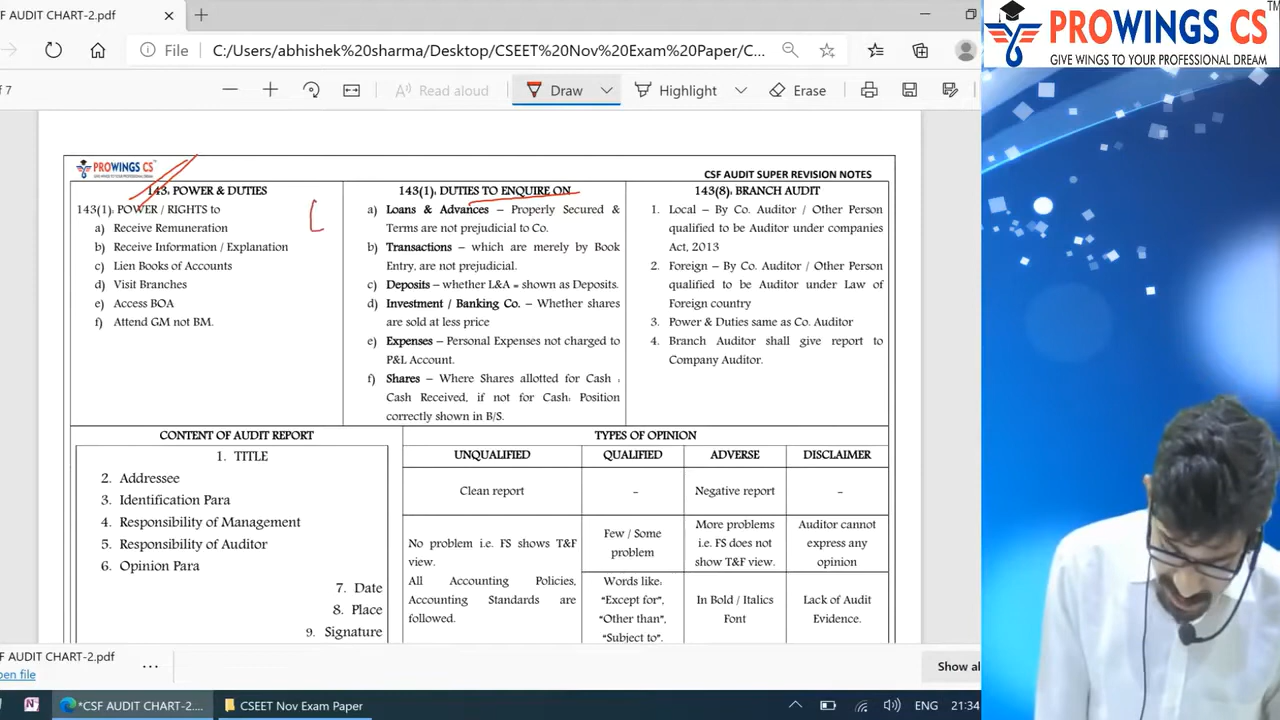 F AUDIT CHART-2.pdf
PROWINGS CS TM
GIVE WINGS TO YOUR PROFESSIONAL DREAM
File C:/Users/abhishek%20sharma/Desktop/CSEET%20Nov%20Exam%20Paper/C...
of 7 Read aloud Draw Highlight Erase
PROWINGS CS
CSF AUDIT SUPER REVISION NOTES
143: POWER & DUTIES
143(1): POWER / RIGHTS to
a) Receive Remuneration
b) Receive Information / Explanation
c) Lien Books of Accounts
d) Visit Branches
e) Access BOA
f) Attend GM not BM.
143(1): DUTIES TO ENQUIRE ON
a) Loans & Advances – Properly Secured &
Terms are not prejudicial to Co.
b) Transactions – which are merely by Book
Entry, are not prejudicial.
c) Deposits – whether L&A = shown as Deposits.
d) Investment / Banking Co. – Whether shares
are sold at less price
e) Expenses – Personal Expenses not charged to
P&L Account.
f) Shares – Where Shares allotted for Cash :
Cash Received, if not for Cash: Position
correctly shown in B/S.
143(8): BRANCH AUDIT
1. Local – By Co. Auditor / Other Person
qualified to be Auditor under companies
Act, 2013
2. Foreign – By Co. Auditor / Other Person
qualified to be Auditor under Law of
Foreign country
3. Power & Duties same as Co. Auditor
4. Branch Auditor shall give report to
Company Auditor.
CONTENT OF AUDIT REPORT
1. TITLE
2. Addressee
3. Identification Para
4. Responsibility of Management
5. Responsibility of Auditor
6. Opinion Para
7. Date
8. Place
9. Signature
TYPES OF OPINION
UNQUALIFIED QUALIFIED ADVERSE DISCLAIMER
Clean report - Negative report -
No problem i.e. FS shows T&F
view.
All Accounting Policies,
Accounting Standards are
followed.
Few / Some
problem
Words like:
“Except for”,
“Other than”,
“Subject to”.
More problems
i.e. FS does not
show T&F view.
In Bold / Italics
Font
Auditor cannot
express any
opinion
Lack of Audit
Evidence.
F AUDIT CHART-2.pdf
pen file
...
Show al
*CSF AUDIT CHART-2.... CSEET Nov Exam Paper ENG 21:34